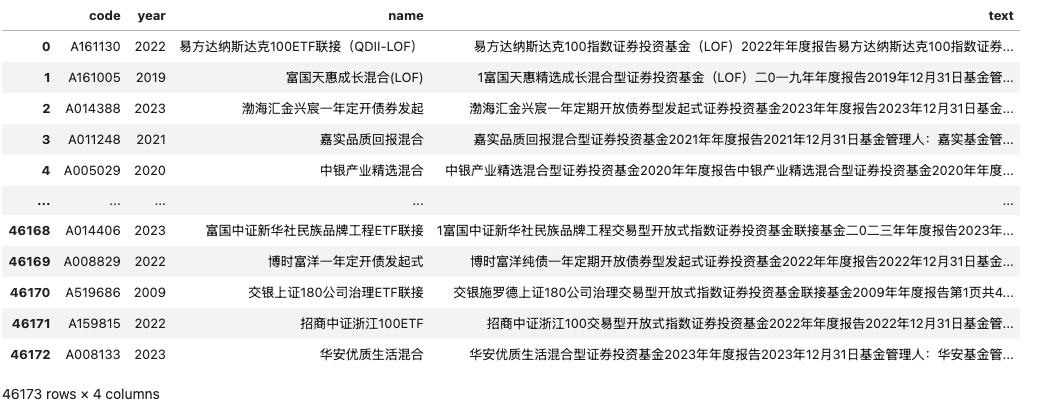 code year name text
0 A161130 2022 易方达纳斯达克100ETF联接（QDII-LOF） 易方达纳斯达克100指数证券投资基金（LOF）2022年年度报告易方达纳斯达克100指数证券...
1 A161005 2019 富国天惠成长混合(LOF) 1富国天惠精选成长混合型证券投资基金（LOF）二0一九年年度报告2019年12月31日基金管...
2 A014388 2023 渤海汇金兴宸一年定开债券发起 渤海汇金兴宸一年定期开放债券型发起式证券投资基金2023年年度报告2023年12月31日基金...
3 A011248 2021 嘉实品质回报混合 嘉实品质回报混合型证券投资基金2021年年度报告2021年12月31日基金管理人：嘉实基金管...
4 A005029 2020 中银产业精选混合 中银产业精选混合型证券投资基金2020年年度报告中银产业精选混合型证券投资基金2020年年度...
... ... ... ... ...
46168 A014406 2023 富国中证新华社民族品牌工程ETF联接 1富国中证新华社民族品牌工程交易型开放式指数证券投资基金联接基金二0二三年年度报告2023年...
46169 A008829 2022 博时富洋一年定开债发起式 博时富洋纯债一年定期开放债券型发起式证券投资基金2022年年度报告2022年12月31日基金...
46170 A519686 2009 交银上证180公司治理ETF联接 交银施罗德上证180公司治理交易型开放式指数证券投资基金联接基金2009年年度报告第1页共4...
46171 A159815 2022 招商中证浙江100ETF 招商中证浙江100交易型开放式指数证券投资基金2022年年度报告2022年12月31日基金管...
46172 A008133 2023 华安优质生活混合 华安优质生活混合型证券投资基金2023年年度报告2023年12月31日基金管理人：华安基金管...
46173 rows × 4 columns